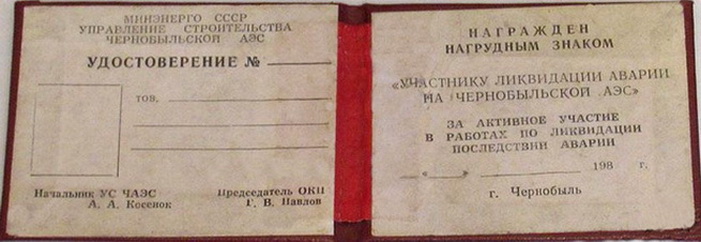 МИНЭНЕРГО СССР
УПРАВЛЕНИЕ СТРОИТЕЛЬСТВА
ЧЕРНОБЫЛЬСКОЙ АЭС
УДОСТОВЕРЕНИЕ №
тов.
Начальник УС ЧАЭС
А. А. Косенок
Председатель ОКП
Г. В. Павлов
НАГРАЖДЕН
НАГРУДНЫМ ЗНАКОМ
«УЧАСТНИКУ ЛИКВИДАЦИИ АВАРИИ
НА ЧЕРНОБЫЛЬСКОЙ АЭС»
ЗА АКТИВНОЕ УЧАСТИЕ
В РАБОТАХ ПО ЛИКВИДАЦИИ
ПОСЛЕДСТВИ АВАРИИ
« » 198 г.
г. Чернобыль